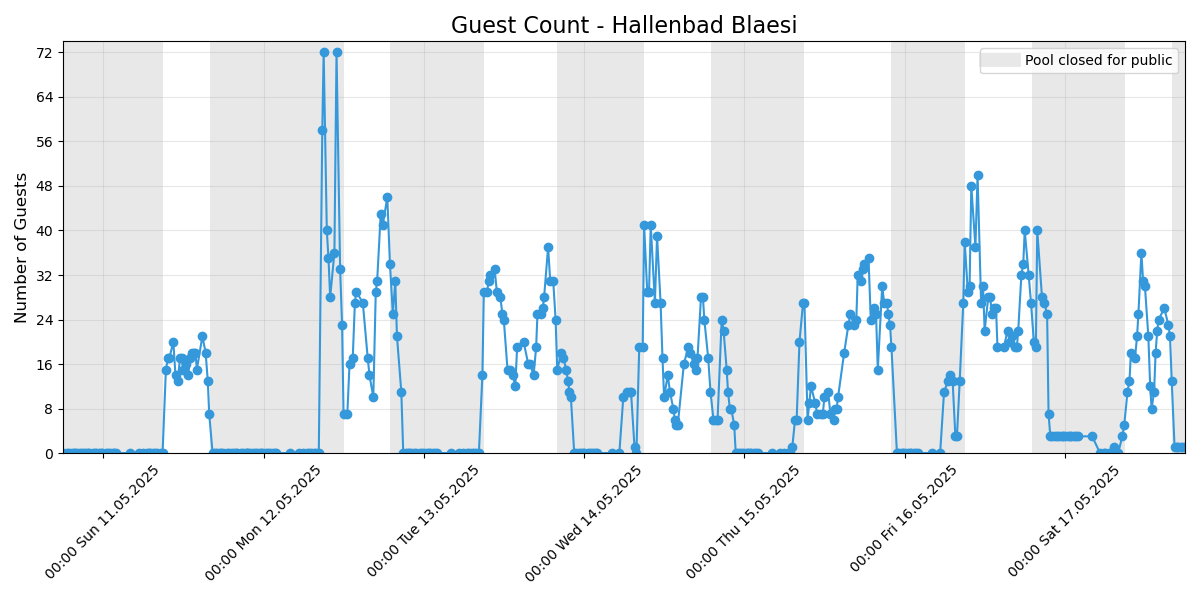 Guest Count - Hallenbad Blaesi
Pool closed for public
Number of Guests
72
64
56
48
40
32
24
16
8
0
00:00 Sun 11.05.2025
00:00 Mon 12.05.2025
00:00 Tue 13.05.2025
00:00 Wed 14.05.2025
00:00 Thu 15.05.2025
00:00 Fri 16.05.2025
00:00 Sat 17.05.2025